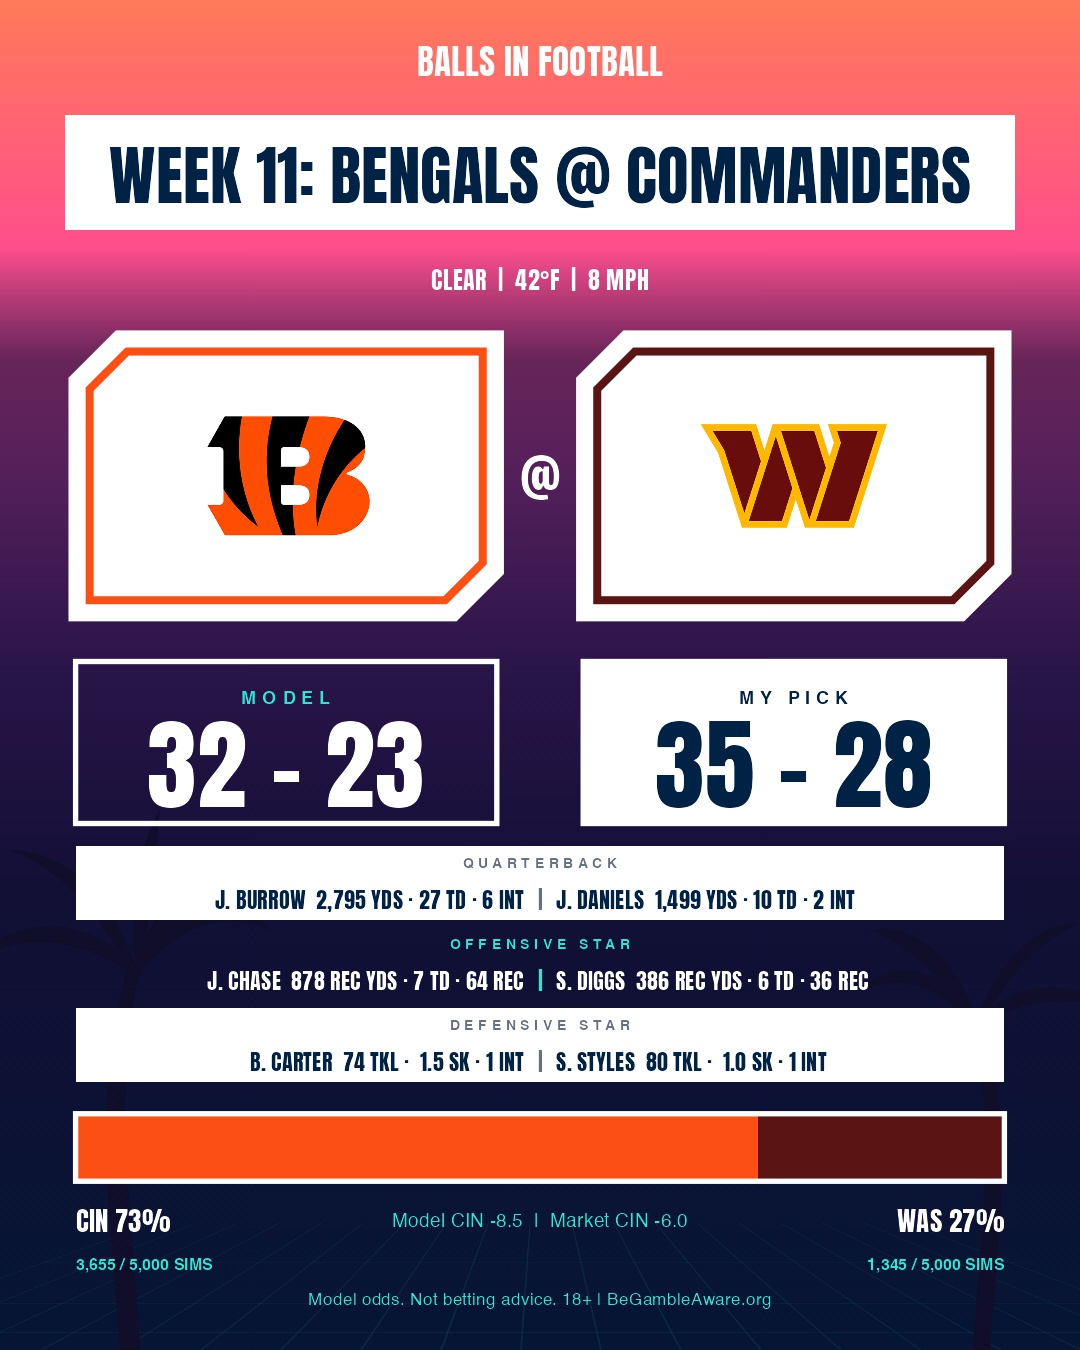 BALLS IN FOOTBALL
WEEK 11: BENGALS @ COMMANDERS
CLEAR | 42°F | 8 MPH
B @ W
MODEL
32 - 23
MY PICK
35 - 28
QUARTERBACK
J. BURROW 2,795 YDS · 27 TD · 6 INT | J. DANIELS 1,499 YDS · 10 TD · 2 INT
OFFENSIVE STAR
J. CHASE 878 REC YDS · 7 TD · 64 REC | S. DIGGS 386 REC YDS · 6 TD · 36 REC
DEFENSIVE STAR
B. CARTER 74 TKL · 1.5 SK · 1 INT | S. STYLES 80 TKL · 1.0 SK · 1 INT
CIN 73% Model CIN -8.5 | Market CIN -6.0 WAS 27%
3,655 / 5,000 SIMS 1,345 / 5,000 SIMS
Model odds. Not betting advice. 18+ | BeGambleAware.org